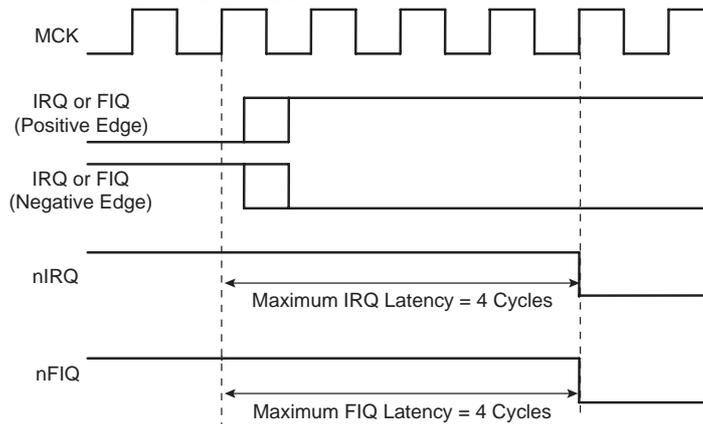 MCK
IRQ or FIQ
(Positive Edge)
IRQ or FIQ
(Negative Edge)
nIRQ
Maximum IRQ Latency = 4 Cycles
nFIQ
Maximum FIQ Latency = 4 Cycles